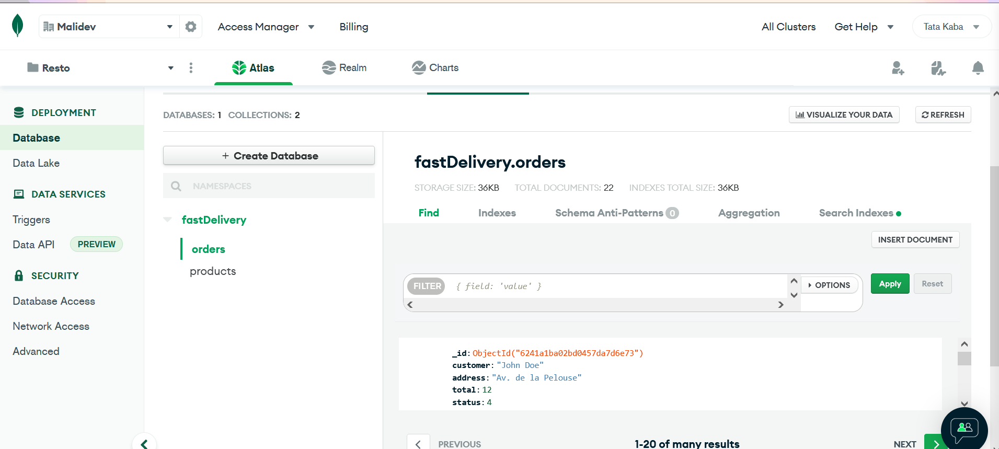 Malidev
Access Manager
Billing
All Clusters
Get Help
Tata Kaba
Resto
Atlas
Realm
Charts
DEPLOYMENT
Database
Data Lake
DATA SERVICES
Triggers
Data API PREVIEW
SECURITY
Database Access
Network Access
Advanced
DATABASES: 1 COLLECTIONS: 2
VISUALIZE YOUR DATA
REFRESH
+ Create Database
NAMESPACES
fastDelivery
orders
products
fastDelivery.orders
STORAGE SIZE: 36KB TOTAL DOCUMENTS: 22 INDEXES TOTAL SIZE: 36KB
Find Indexes Schema Anti-Patterns 0 Aggregation Search Indexes
INSERT DOCUMENT
FILTER { field: 'value' }
OPTIONS
Apply
Reset
_id: ObjectId("6241a1ba02bd0457da7d6e73")
customer: "John Doe"
address: "Av. de la Pelouse"
total: 12
status: 4
PREVIOUS
1-20 of many results
NEXT